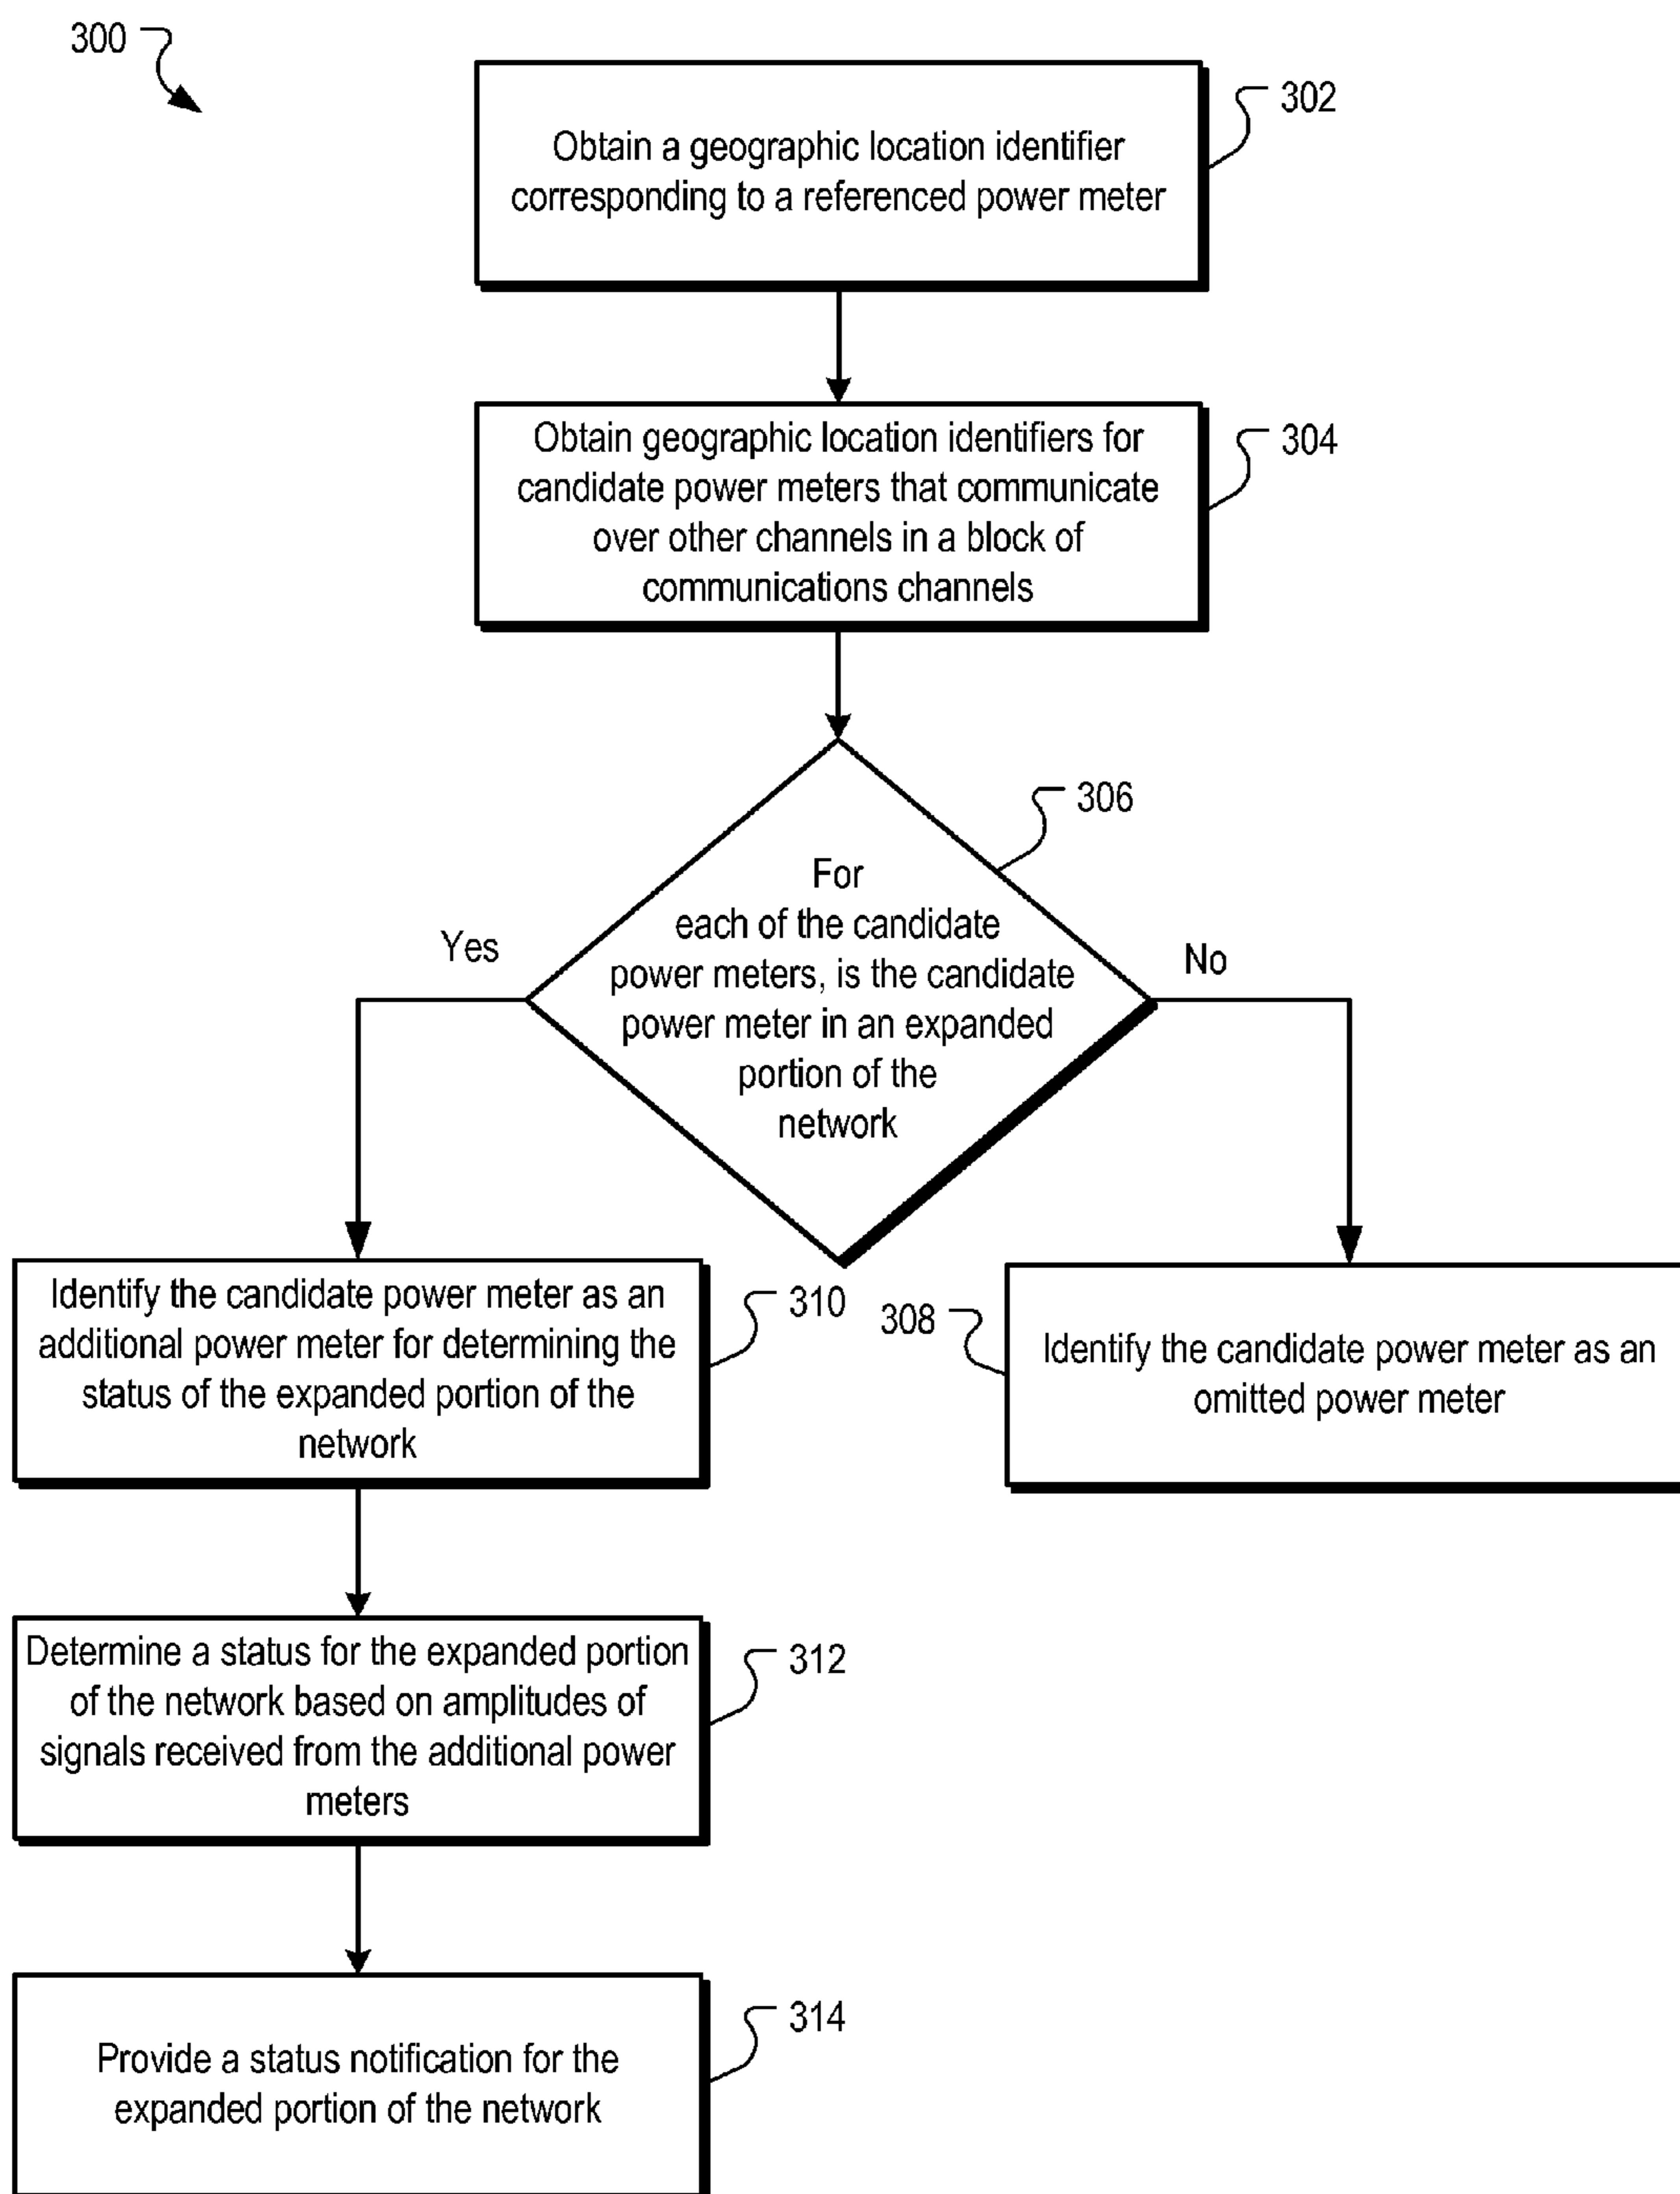 300
Obtain a geographic location identifier
corresponding to a referenced power meter
302
Obtain geographic location identifiers for
candidate power meters that communicate
over other channels in a block of
communications channels
304
306
For
each of the candidate
power meters, is the candidate
power meter in an expanded
portion of the
network
Yes
No
Identify the candidate power meter as an
additional power meter for determining the
status of the expanded portion of the
network
310
308
Identify the candidate power meter as an
omitted power meter
Determine a status for the expanded portion
of the network based on amplitudes of
signals received from the additional power
meters
312
Provide a status notification for the
expanded portion of the network
314